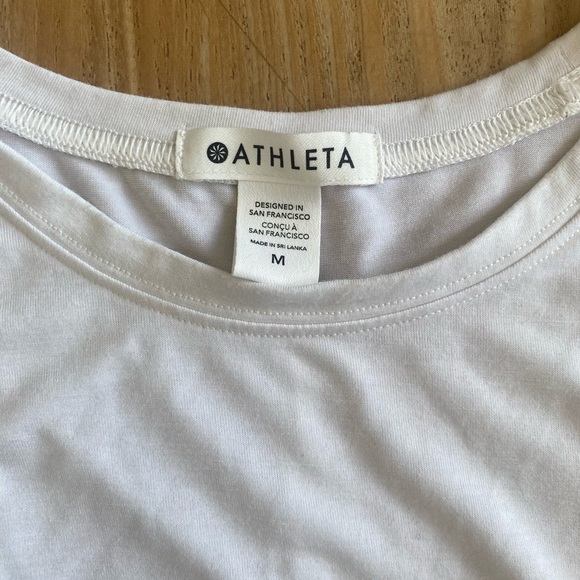 ATHLETA
DESIGNED IN
SAN FRANCISCO
CONÇU À
SAN FRANCISCO
MADE IN SRI LANKA
M